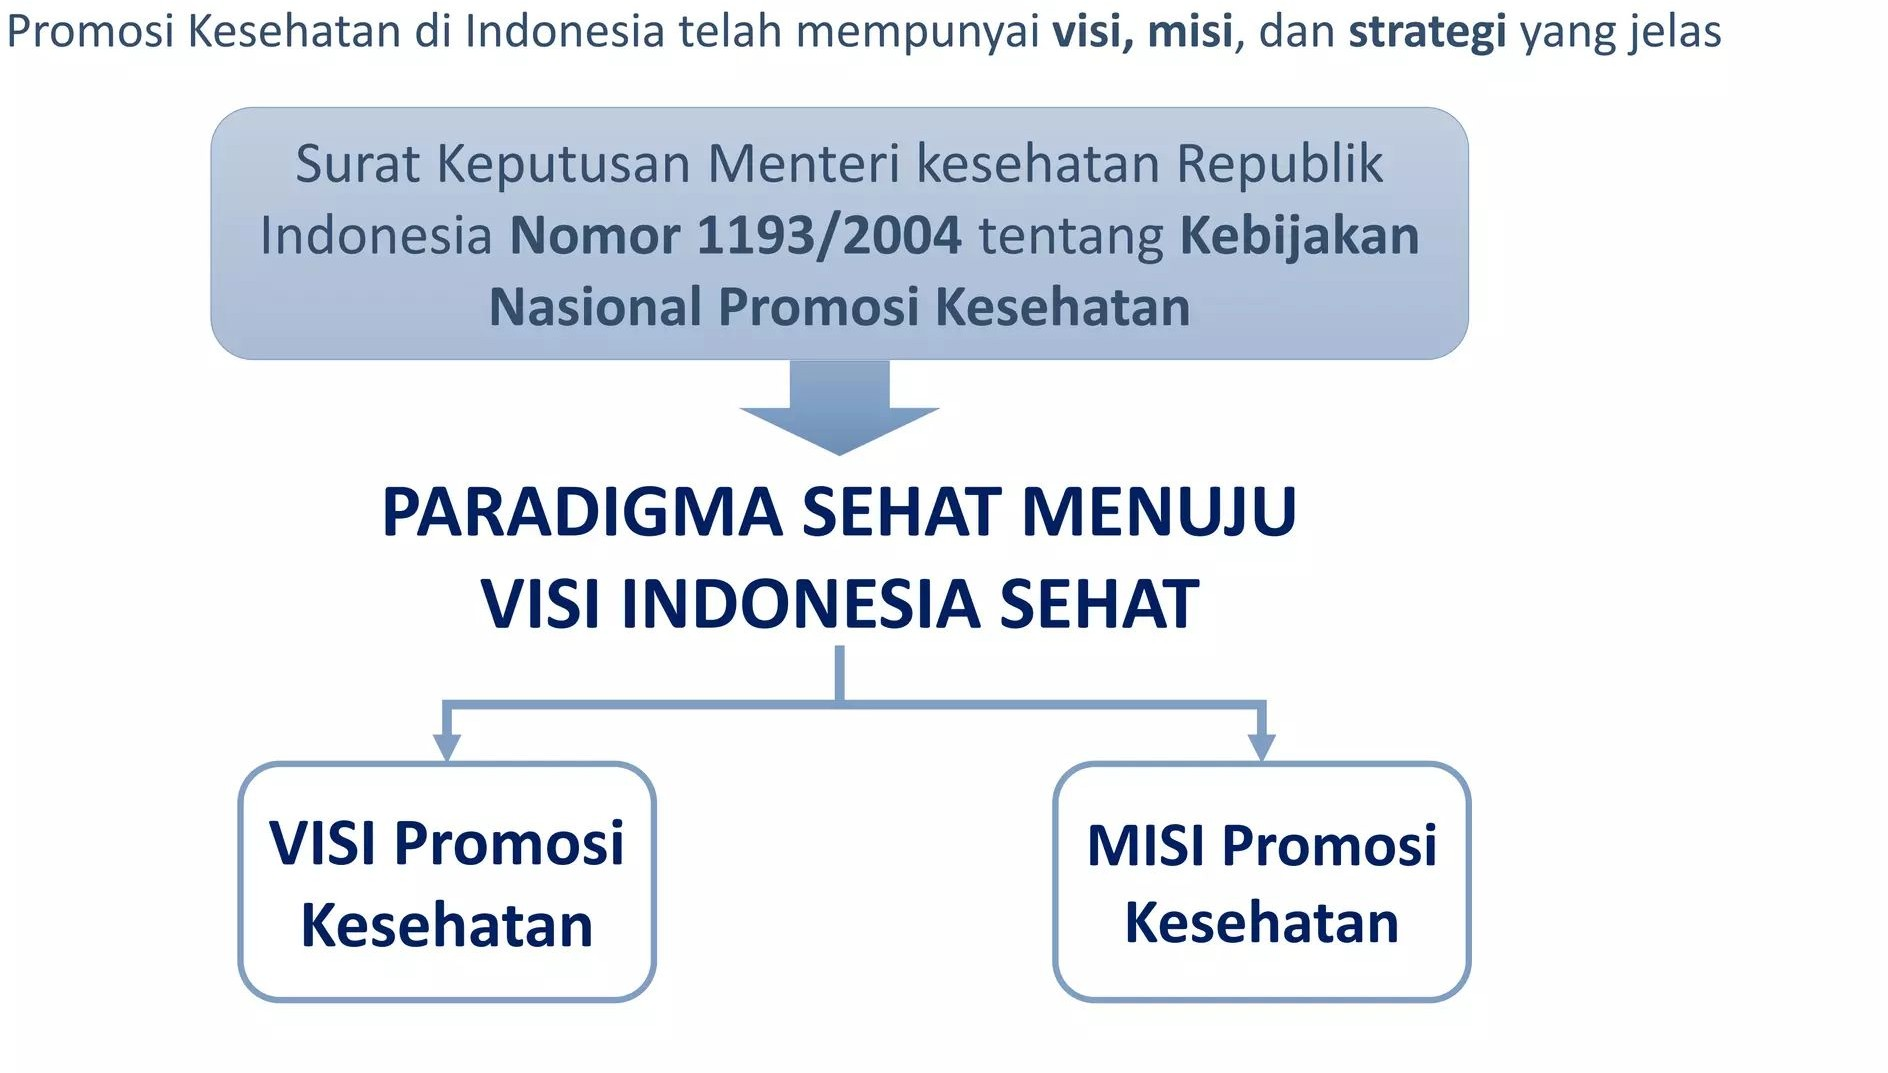 Promosi Kesehatan di Indonesia telah mempunyai visi, misi, dan strategi yang jelas
Surat Keputusan Menteri kesehatan Republik
Indonesia Nomor 1193/2004 tentang Kebijakan
Nasional Promosi Kesehatan
PARADIGMA SEHAT MENUJU
VISI INDONESIA SEHAT
VISI Promosi
Kesehatan
MISI Promosi
Kesehatan